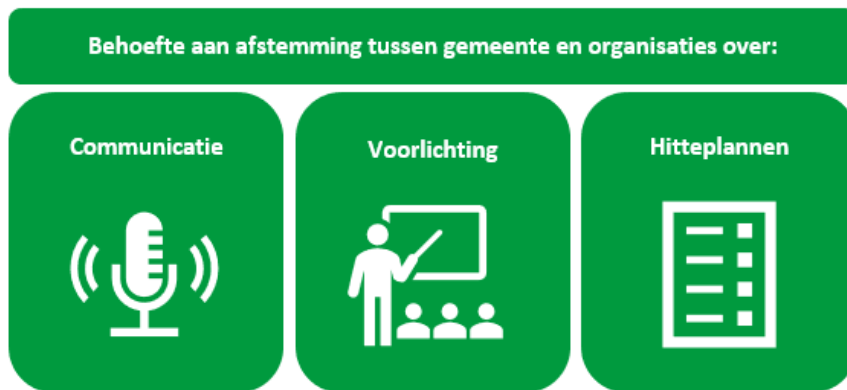 Behoefte aan afstemming tussen gemeente en organisaties over:
Communicatie
Voorlichting
Hitteplannen